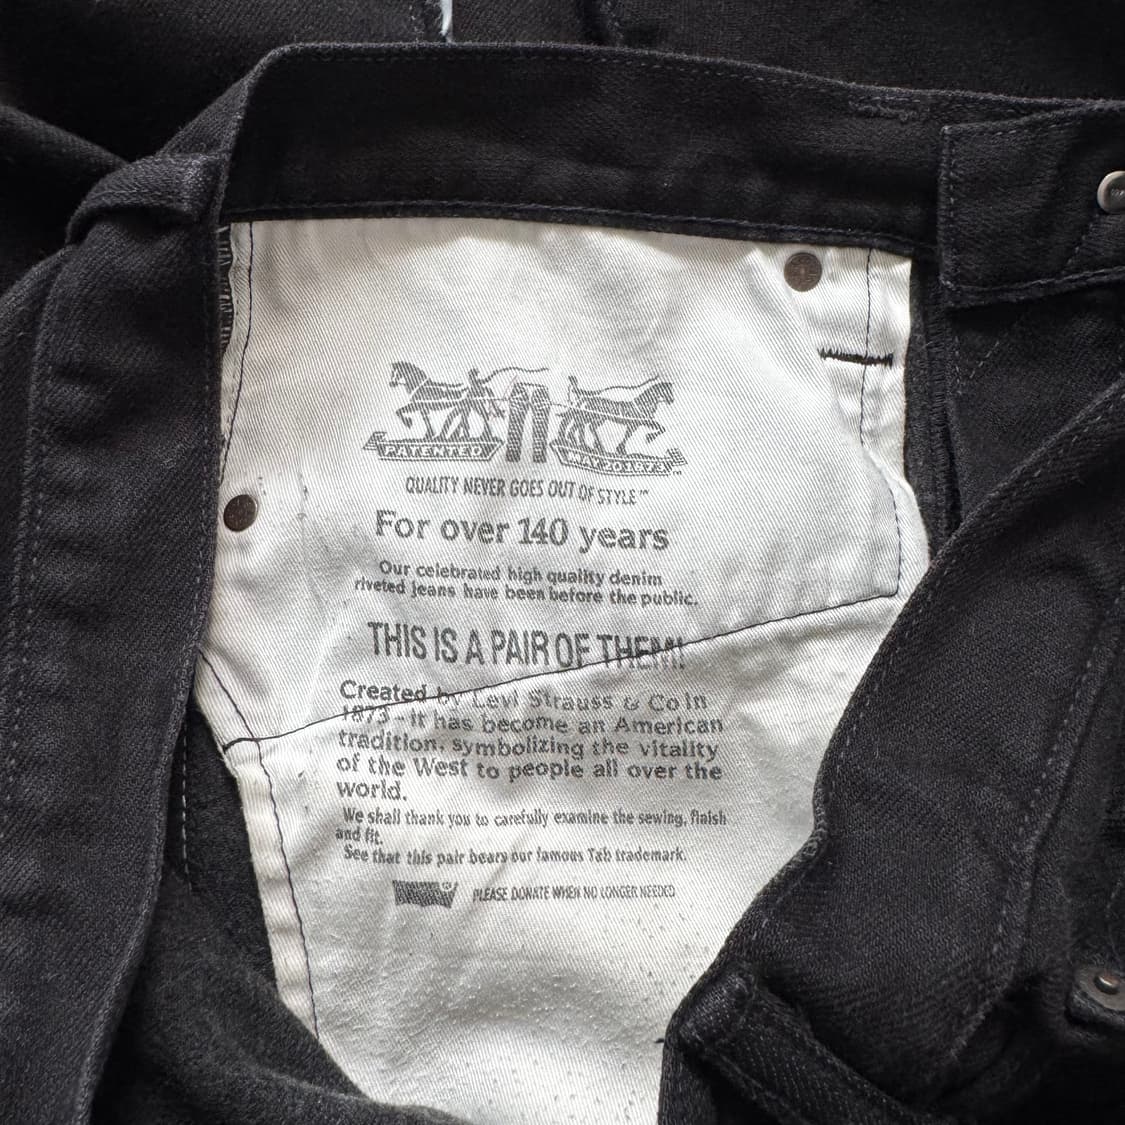 PATENTED
MAY 20 1873 ™
QUALITY NEVER GOES OUT OF STYLE™
For over 140 years
Our celebrated high quality denim
riveted jeans have been before the public.
THIS IS A PAIR OF THEM!
Created by Levi Strauss & Co in
1873 - it has become an American
tradition, symbolizing the vitality
of the West to people all over the
world.
We shall thank you to carefully examine the sewing, finish
and fit.
See that this pair bears our famous Tab trademark.
PLEASE DONATE WHEN NO LONGER NEEDED